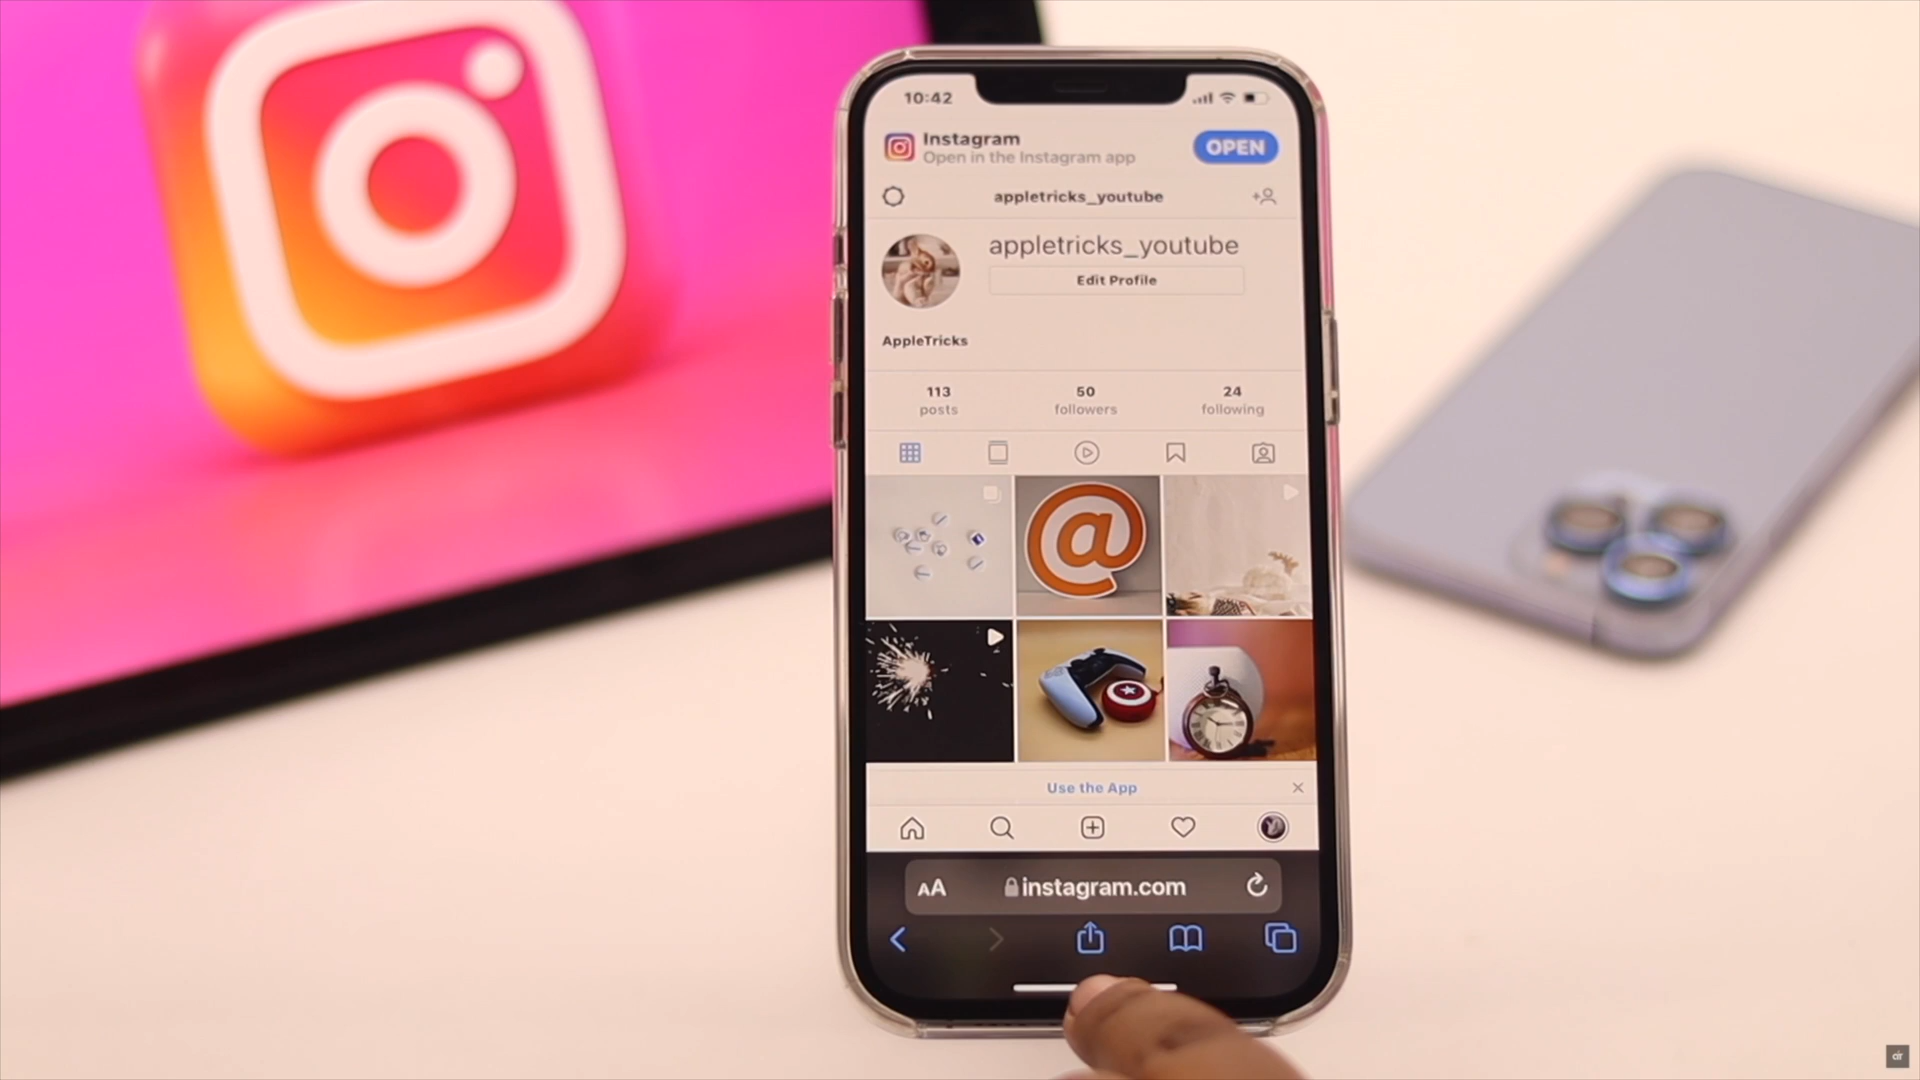 10:42
Instagram
Open in the Instagram app
OPEN
appletricks_youtube
appletricks_youtube
Edit Profile
AppleTricks
113 50 24
posts followers following
@
Use the App
AA instagram.com